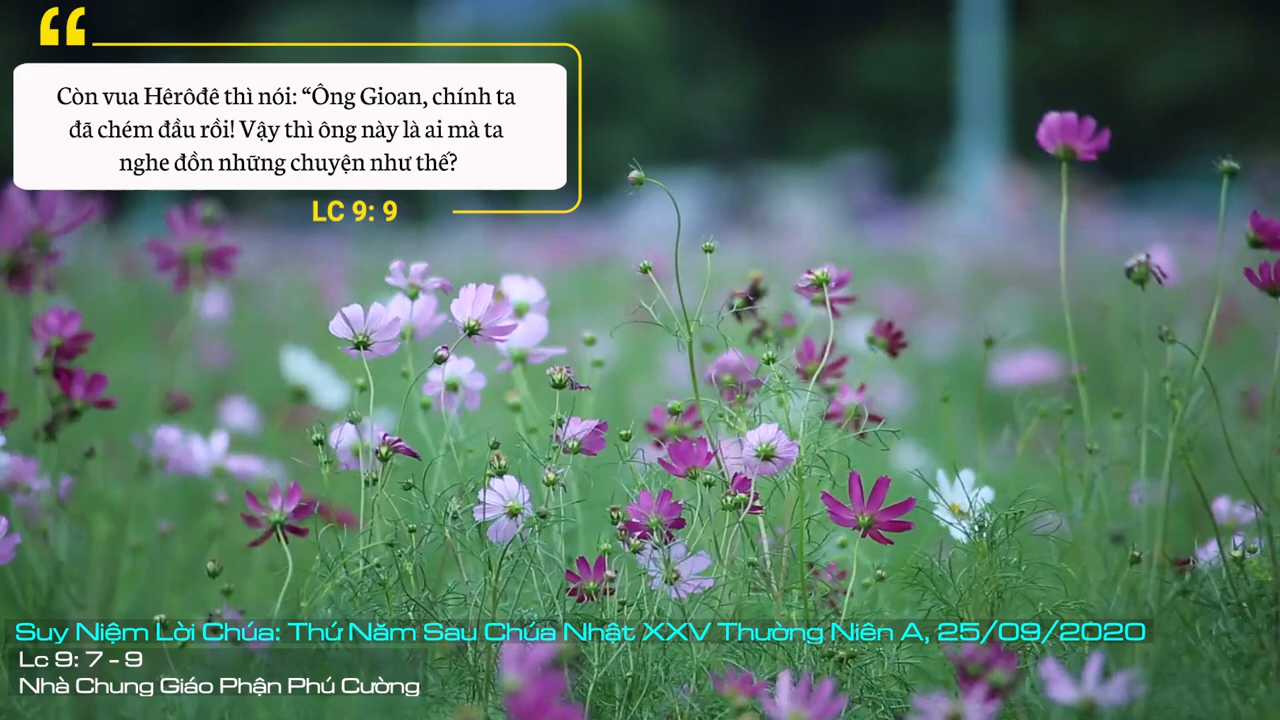 Còn vua Hêrôđê thì nói: “Ông Gioan, chính ta
đã chém đầu rồi! Vậy thì ông này là ai mà ta
nghe đồn những chuyện như thế?
LC 9: 9
Suy Niệm Lời Chúa: Thứ Năm Sau Chúa Nhật XXV Thường Niên A, 25/09/2020
Lc 9: 7 - 9
Nhà Chung Giáo Phận Phú Cường